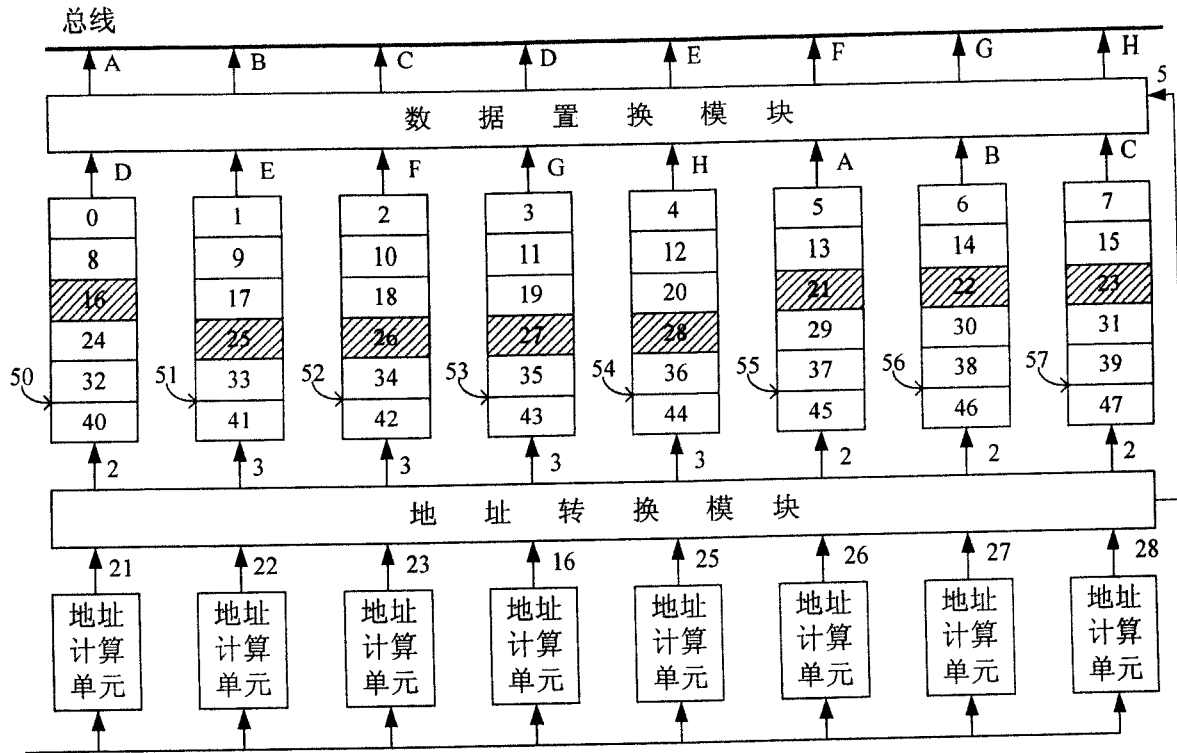 总线
A B C D E F G H
5
数据置换模块
D E F G H A B C
0 1 2 3 4 5 6 7
8 9 10 11 12 13 14 15
16 17 18 19 20 21 22 23
24 25 26 27 28 29 30 31
50 51 52 53 54 55 56 57
32 33 34 35 36 37 38 39
40 41 42 43 44 45 46 47
2 3 3 3 3 2 2 2
地址转换模块
21 22 23 16 25 26 27 28
地址 地址 地址 地址 地址 地址 地址 地址
计算 计算 计算 计算 计算 计算 计算 计算
单元 单元 单元 单元 单元 单元 单元 单元